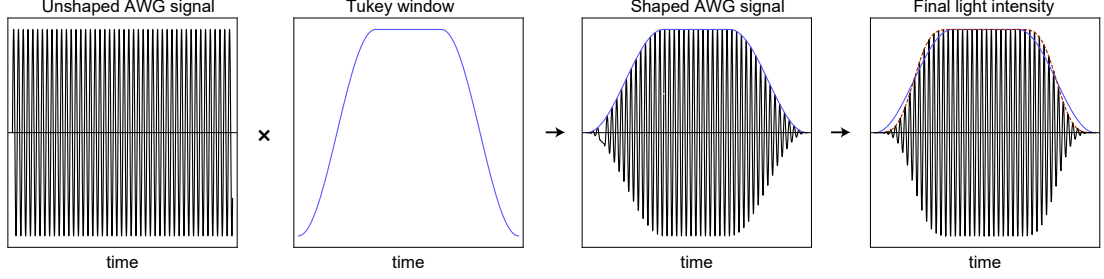 Unshaped AWG signal
Tukey window
Shaped AWG signal
Final light intensity
×
time
time
time
time